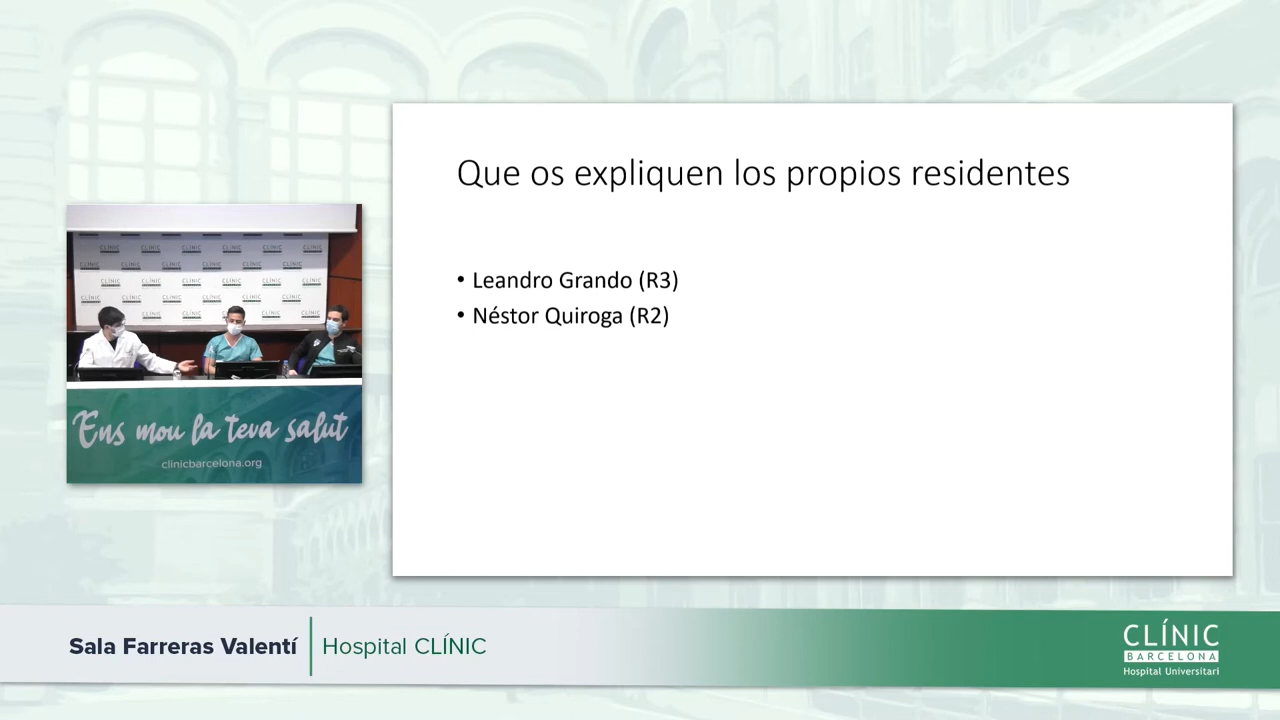 Que os expliquen los propios residentes
• Leandro Grando (R3)
• Néstor Quiroga (R2)
CLÍNIC
Ens mou la teva salut
clinicbarcelona.org
Sala Farreras Valentí
Hospital CLÍNIC
CLÍNIC
BARCELONA
Hospital Universitari